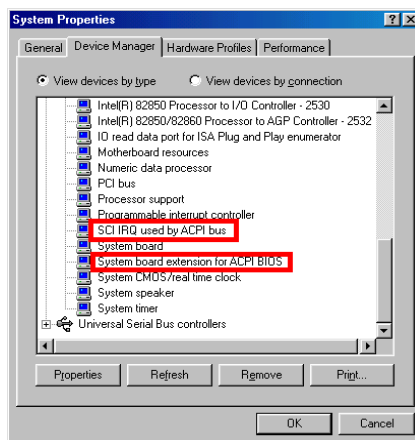 System Properties
General Device Manager Hardware Profiles Performance
View devices by type View devices by connection
Intel(R) 82850 Processor to I/O Controller - 2530
Intel(R) 82850/82860 Processor to AGP Controller - 2532
IO read data port for ISA Plug and Play enumerator
Motherboard resources
Numeric data processor
PCI bus
Processor support
Programmable interrupt controller
SCI IRQ used by ACPI bus
System board
System board extension for ACPI BIOS
System CMOS/real time clock
System speaker
System timer
Universal Serial Bus controllers
Properties Refresh Remove Print...
OK Cancel